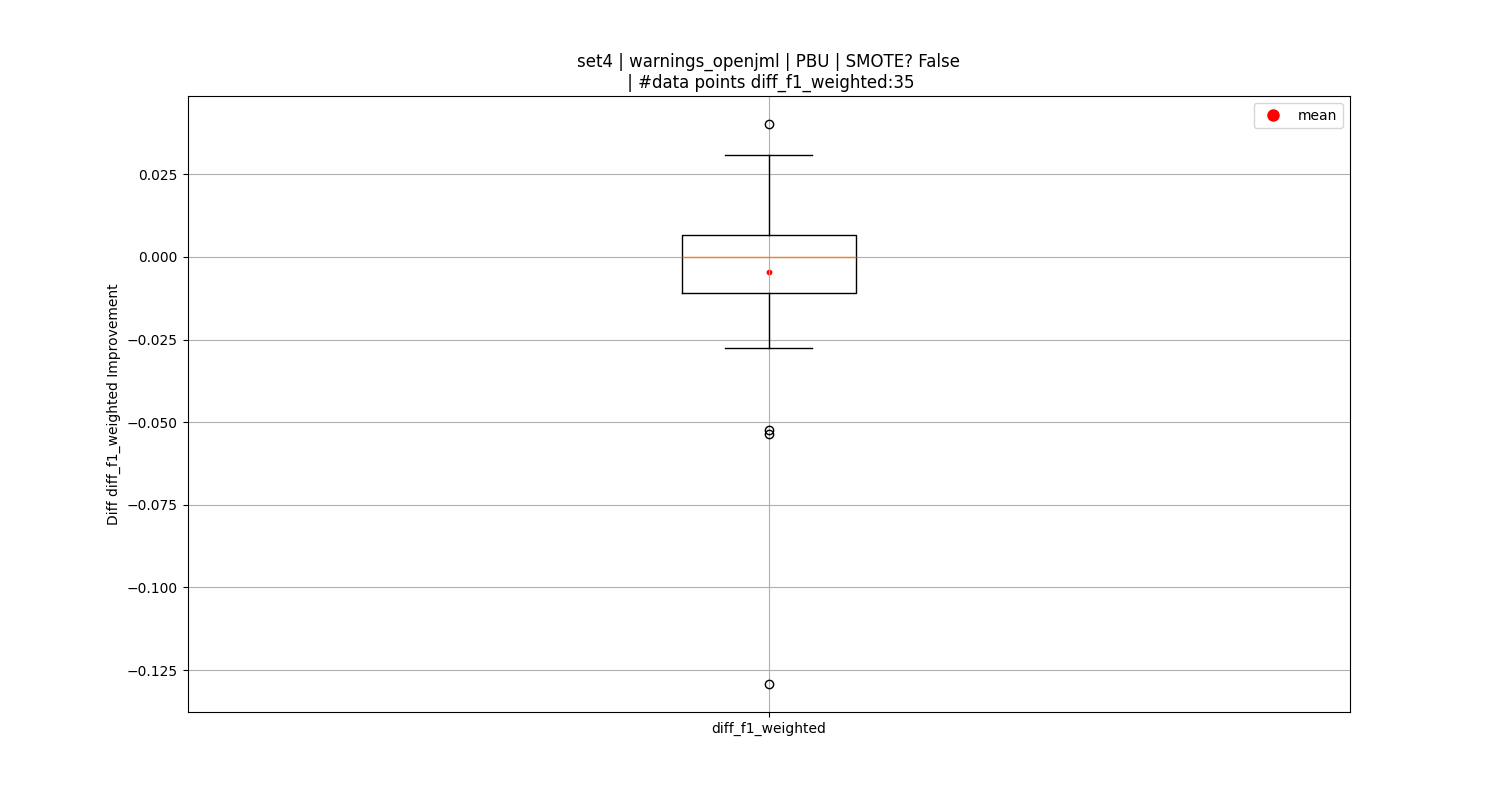 set4 | warnings_openjml | PBU | SMOTE? False
| #data points diff_f1_weighted:35
mean
0.025
0.000
−0.025
−0.050
−0.075
−0.100
−0.125
Diff diff_f1_weighted Improvement
diff_f1_weighted